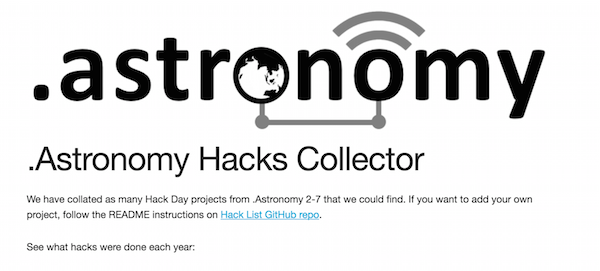 .astronomy
.Astronomy Hacks Collector
We have collated as many Hack Day projects from .Astronomy 2-7 that we could find. If you want to add your own
project, follow the README instructions on Hack List GitHub repo.
See what hacks were done each year: